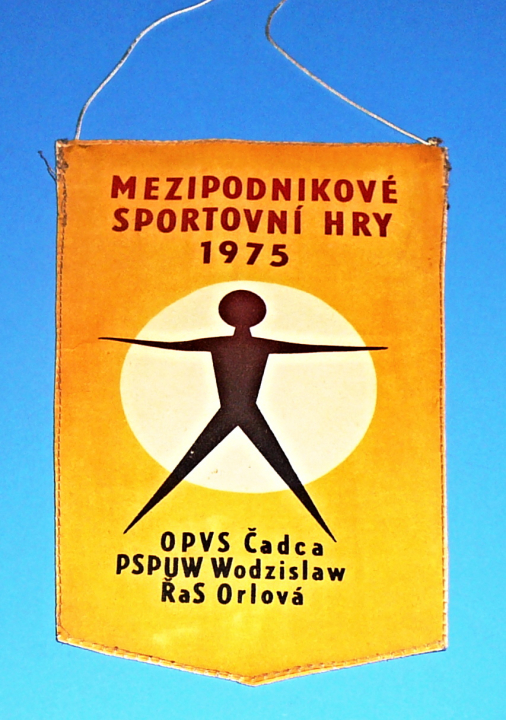 MEZIPODNIKOVÉ
SPORTOVNÍ HRY
1975
OPVS Čadca
PSPUW Wodzislaw
ŘaS Orlová